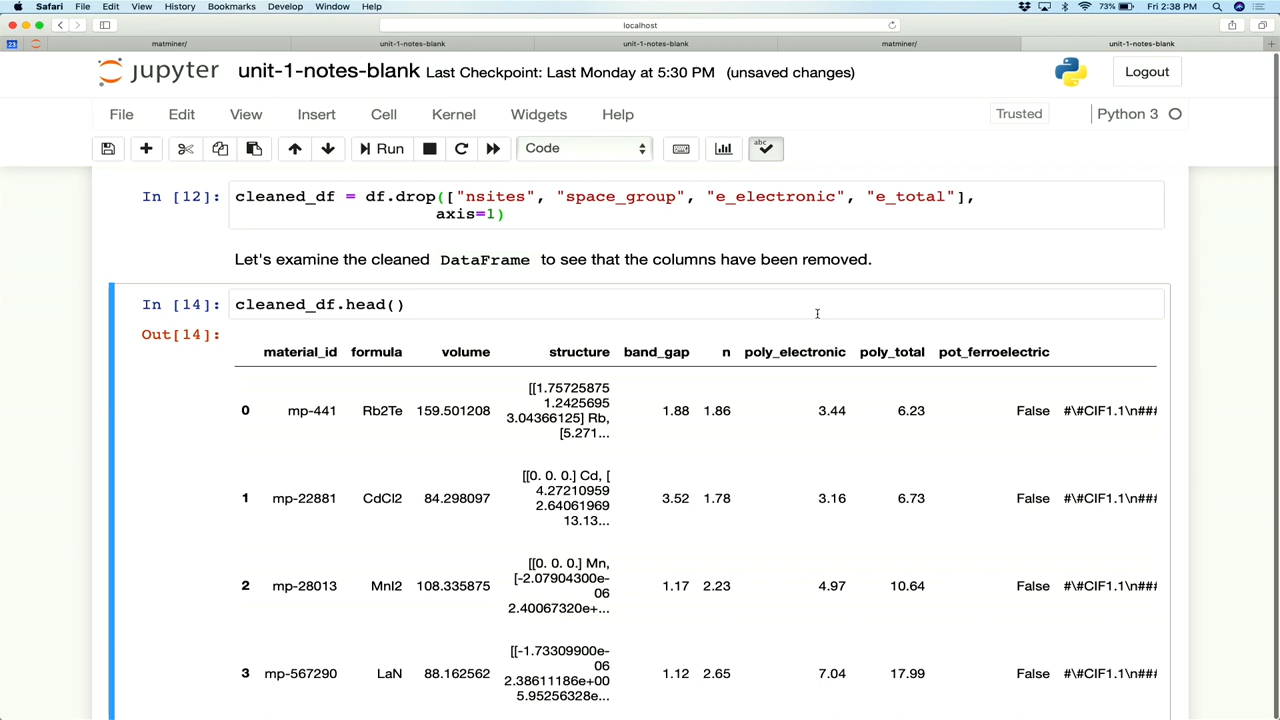 Safari File Edit View History Bookmarks Develop Window Help 73% Fri 2:38 PM
localhost
23 matminer/ unit-1-notes-blank unit-1-notes-blank matminer/ unit-1-notes-blank
jupyter unit-1-notes-blank Last Checkpoint: Last Monday at 5:30 PM (unsaved changes) Logout
File Edit View Insert Cell Kernel Widgets Help Trusted Python 3
Run Code abc
In [12]: cleaned_df = df.drop(["nsites", "space_group", "e_electronic", "e_total"],
axis=1)
Let's examine the cleaned DataFrame to see that the columns have been removed.
In [14]: cleaned_df.head()
Out[14]:
material_id formula volume structure band_gap n poly_electronic poly_total pot_ferroelectric
[[1.75725875
1.2425695
0 mp-441 Rb2Te 159.501208 3.04366125] Rb, 1.88 1.86 3.44 6.23 False #\#CIF1.1\n###
[5.271...
[[0. 0. 0.] Cd, [
4.27210959
1 mp-22881 CdCl2 84.298097 2.64061969 3.52 1.78 3.16 6.73 False #\#CIF1.1\n###
13.13...
[[0. 0. 0.] Mn,
[-2.07904300e-
2 mp-28013 MnI2 108.335875 06 1.17 2.23 4.97 10.64 False #\#CIF1.1\n###
2.40067320e+...
[[-1.73309900e-
06
3 mp-567290 LaN 88.162562 2.38611186e+00 1.12 2.65 7.04 17.99 False #\#CIF1.1\n###
5.95256328e...